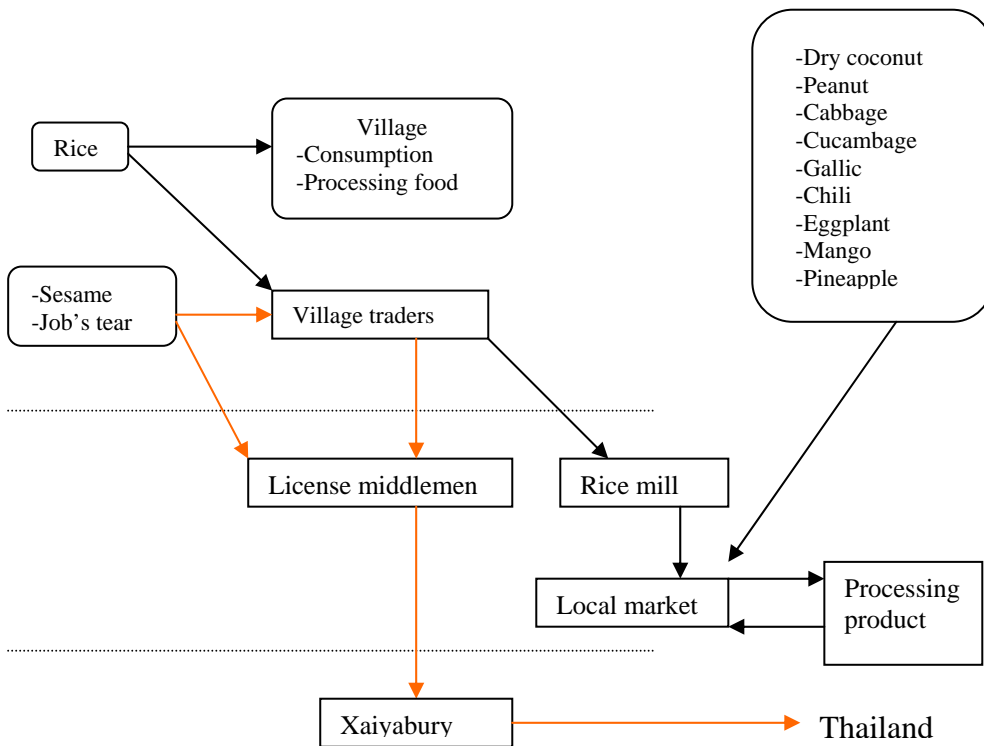 Rice
Village
-Consumption
-Processing food
-Dry coconut
-Peanut
-Cabbage
-Cucambage
-Gallic
-Chili
-Eggplant
-Mango
-Pineapple
-Sesame
-Job's tear
Village traders
License middlemen
Rice mill
Local market
Processing
product
Xaiyabury
Thailand